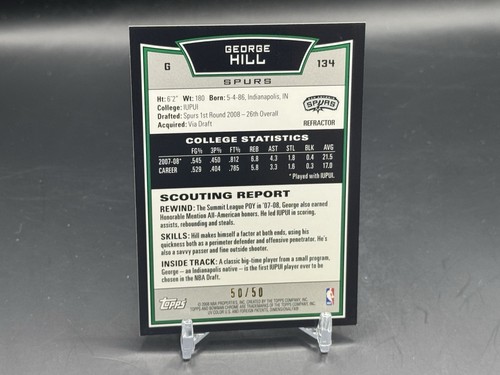 GEORGE
HILL
G
134
SPURS
Ht: 6'2" Wt: 180 Born: 5-4-86, Indianapolis, IN
College: IUPUI
Drafted: Spurs 1st Round 2008 – 26th Overall
Acquired: Via Draft
SPURS
REFRACTOR
COLLEGE STATISTICS
FG% 3P% FT% REB AST STL BLK AVG
2007-08* .545 .450 .812 6.8 4.3 1.8 0.4 21.5
CAREER .529 .404 .785 5.8 3.3 1.6 0.3 17.0
* Played with IUPUI.
SCOUTING REPORT
REWIND: The Summit League POY in '07-08, George also earned
Honorable Mention All-American honors. He led IUPUI in scoring,
assists, rebounding and steals.
SKILLS: Hill makes himself a factor at both ends, using his
quickness both as a perimeter defender and offensive penetrator. He's
also a savvy passer and fine outside shooter.
INSIDE TRACK: A classic big-time player from a small program,
George – an Indianapolis native – is the first IUPUI player ever to be
chosen in the NBA Draft.
50/50
Topps
NBA